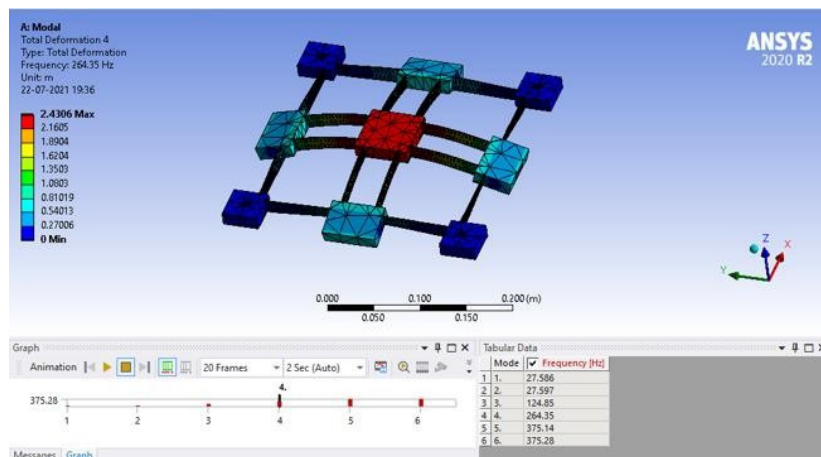 A: Modal
Total Deformation 4
Type: Total Deformation
Frequency: 264.35 Hz
Unit: m
22-07-2021 19:36
2.4306 Max
2.1605
1.8904
1.6204
1.3503
1.0803
0.81019
0.54013
0.27006
0 Min
ANSYS
2020 R2
Z
X
Y
0.000 0.100 0.200 (m)
0.050 0.150
Graph
Animation 20 Frames 2 Sec (Auto)
4.
375.28
1 2 3 4 5 6
Messages Graph
Tabular Data
Mode Frequency [Hz]
1 1. 27.586
2 2. 27.597
3 3. 124.85
4 4. 264.35
5 5. 375.14
6 6. 375.28